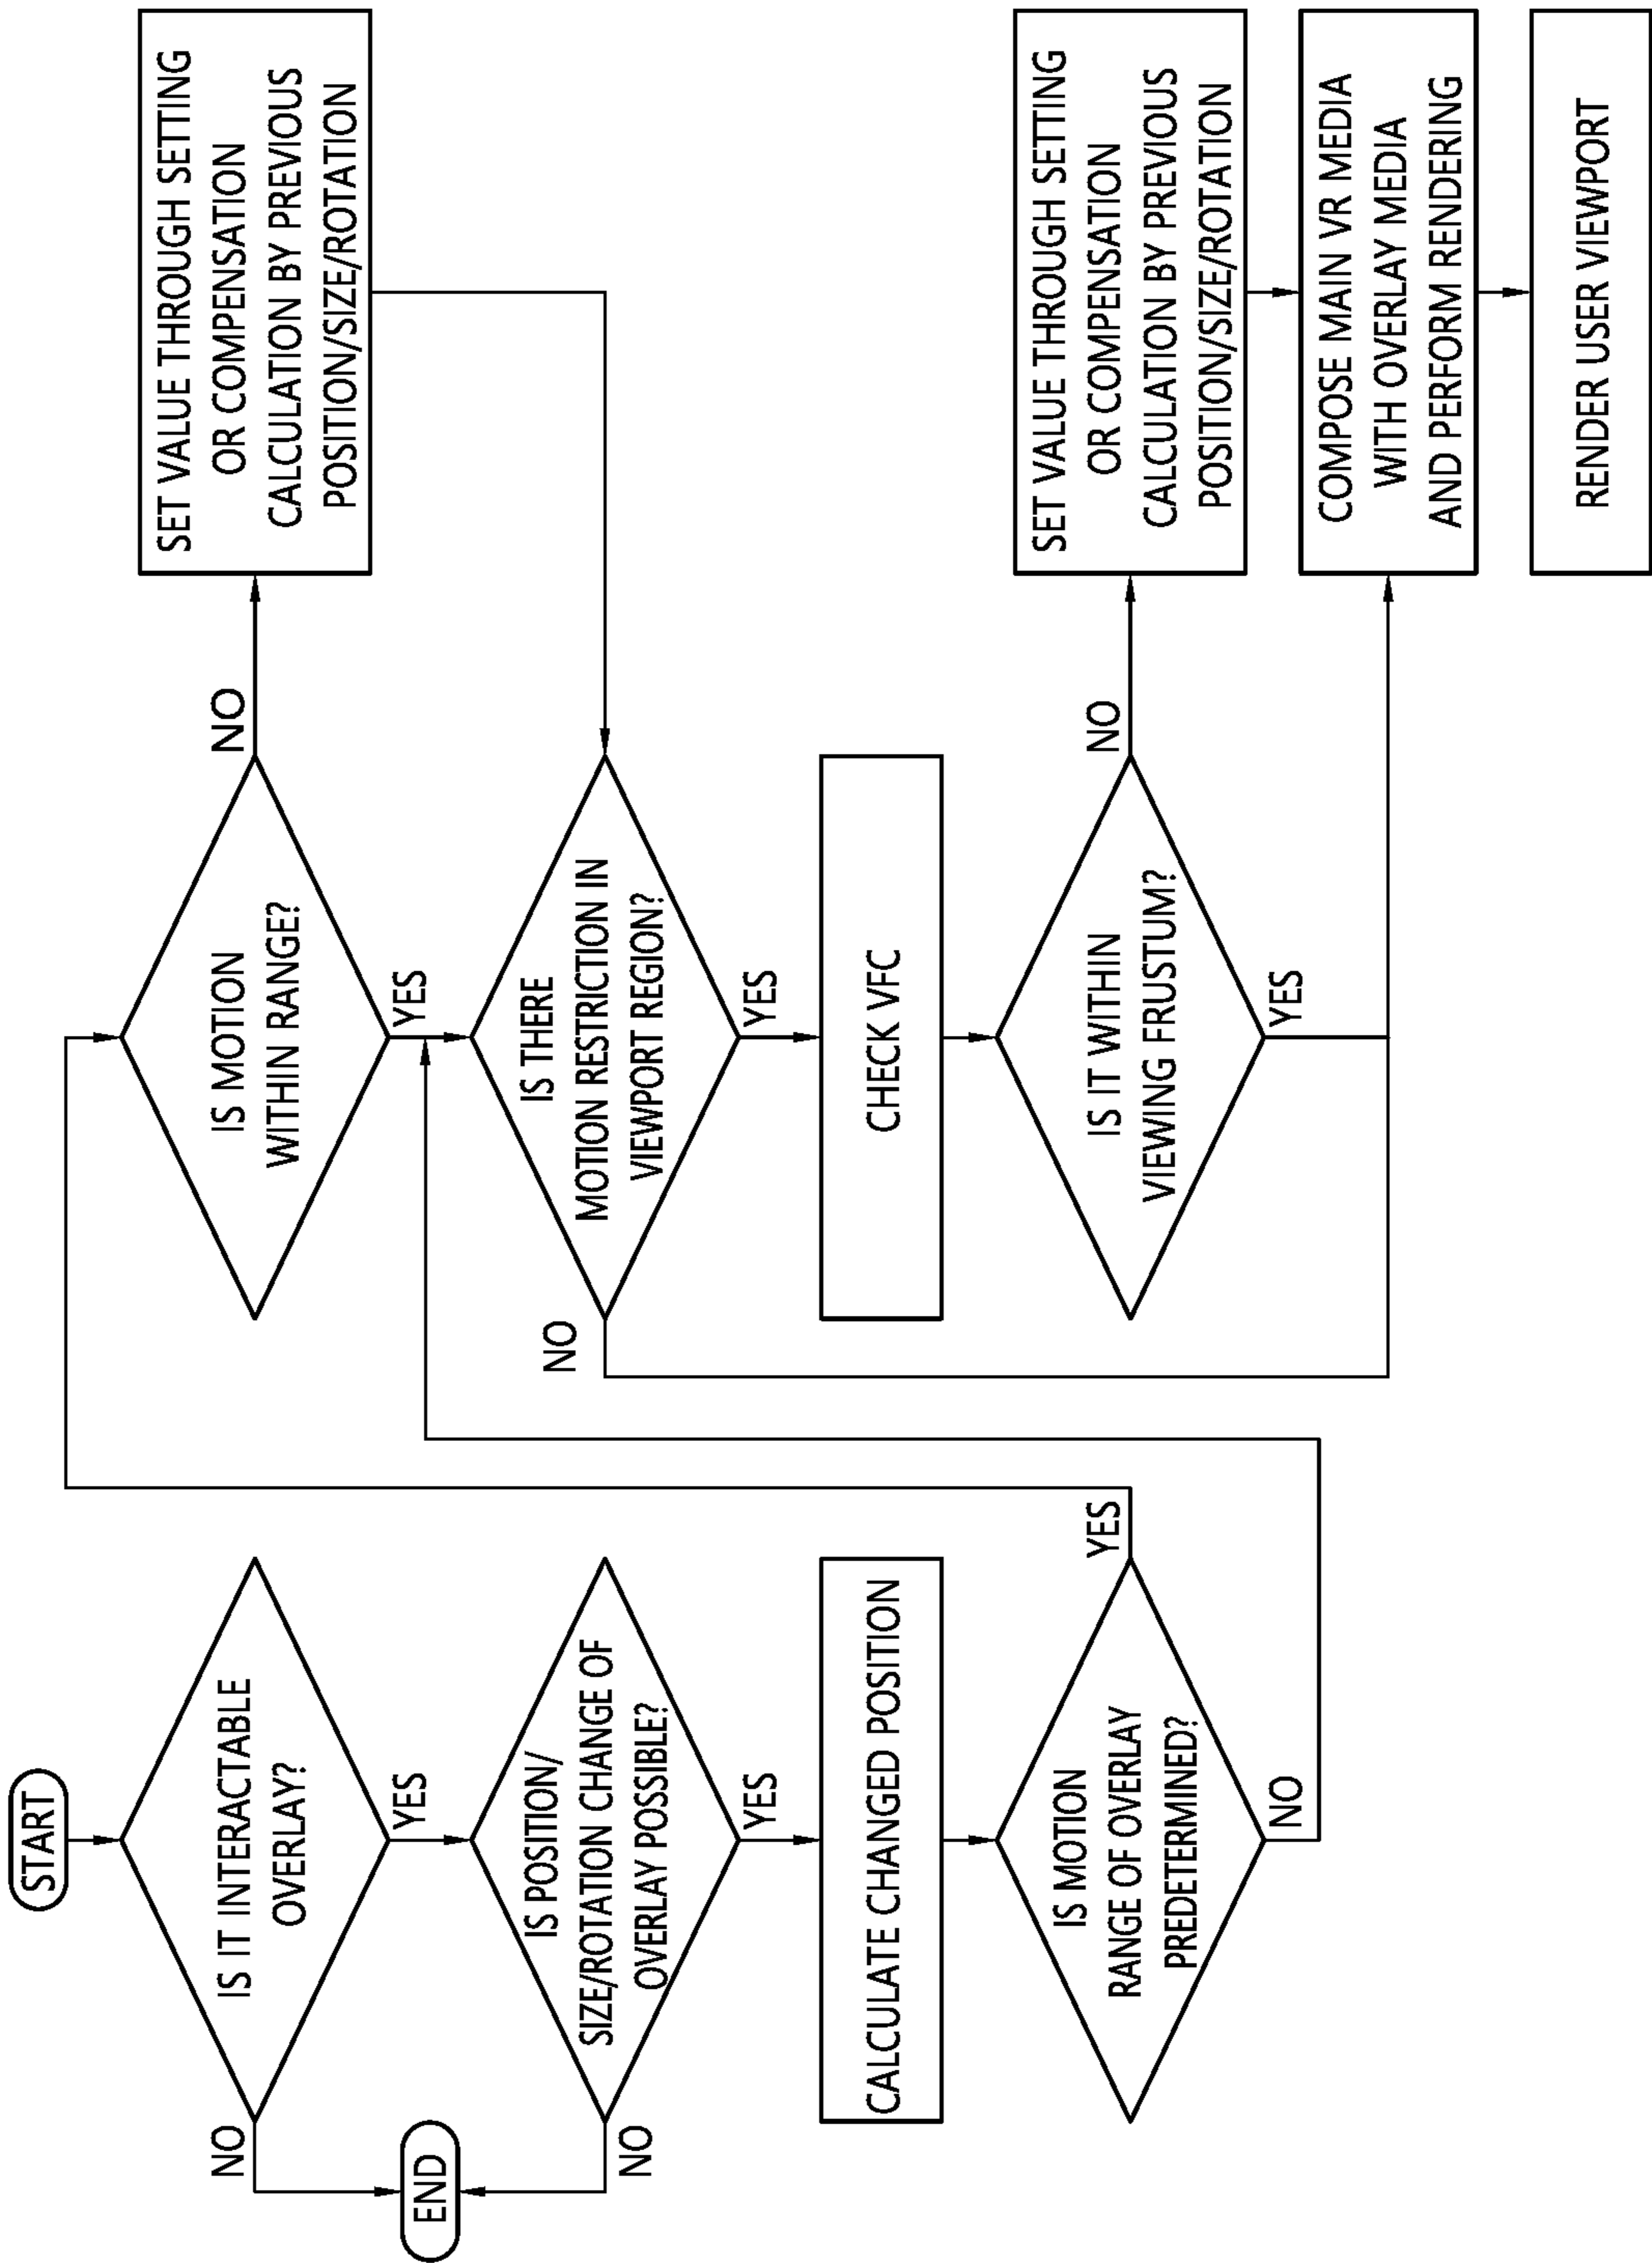 START
IS IT INTERACTABLE
OVERLAY?
NO
YES
END
IS POSITION/
SIZE/ROTATION CHANGE OF
OVERLAY POSSIBLE?
NO
YES
CALCULATE CHANGED POSITION
IS MOTION
RANGE OF OVERLAY
PREDETERMINED?
YES
NO
IS MOTION
WITHIN RANGE?
NO
YES
SET VALUE THROUGH SETTING
OR COMPENSATION
CALCULATION BY PREVIOUS
POSITION/SIZE/ROTATION
IS THERE
MOTION RESTRICTION IN
VIEWPORT REGION?
NO
YES
CHECK VFC
IS IT WITHIN
VIEWING FRUSTUM?
NO
YES
SET VALUE THROUGH SETTING
OR COMPENSATION
CALCULATION BY PREVIOUS
POSITION/SIZE/ROTATION
COMPOSE MAIN VR MEDIA
WITH OVERLAY MEDIA
AND PERFORM RENDERING
RENDER USER VIEWPORT